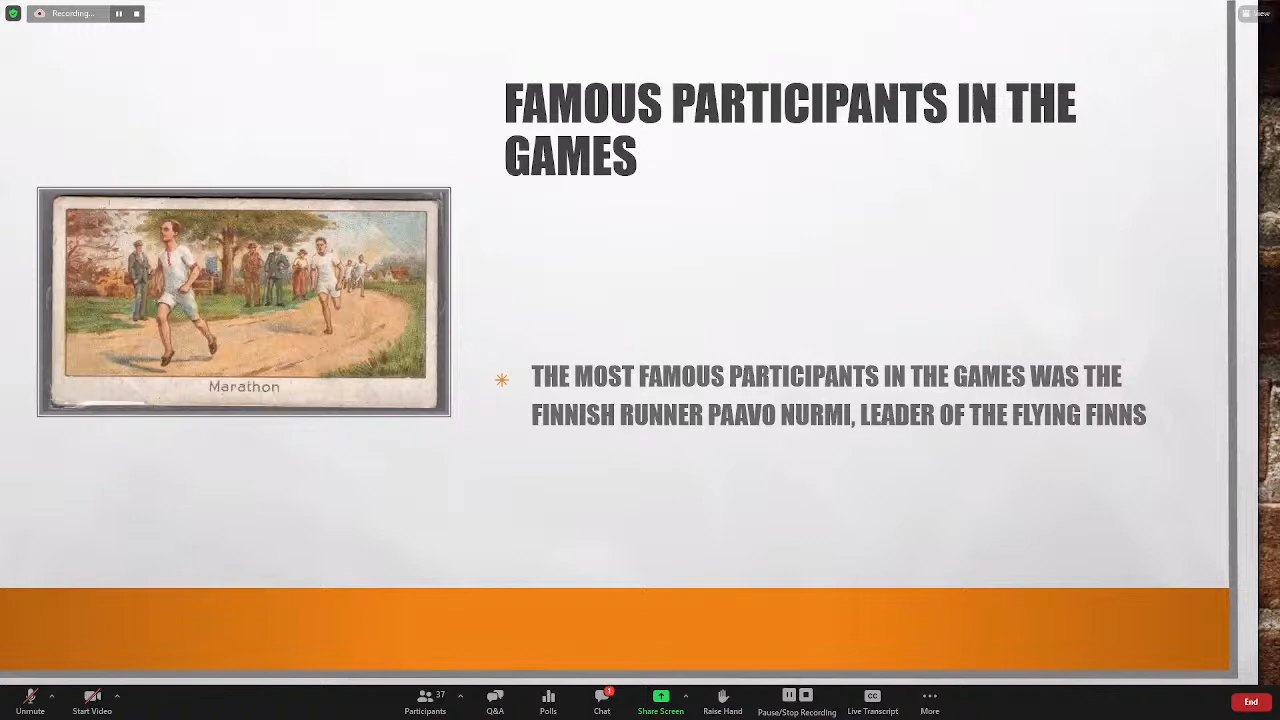 Recording...
View
FAMOUS PARTICIPANTS IN THE
GAMES
Marathon
THE MOST FAMOUS PARTICIPANTS IN THE GAMES WAS THE
FINNISH RUNNER PAAVO NURMI, LEADER OF THE FLYING FINNS
37
1
CC
Unmute
Start Video
Participants
Q&A
Polls
Chat
Share Screen
Raise Hand
Pause/Stop Recording
Live Transcript
More
End